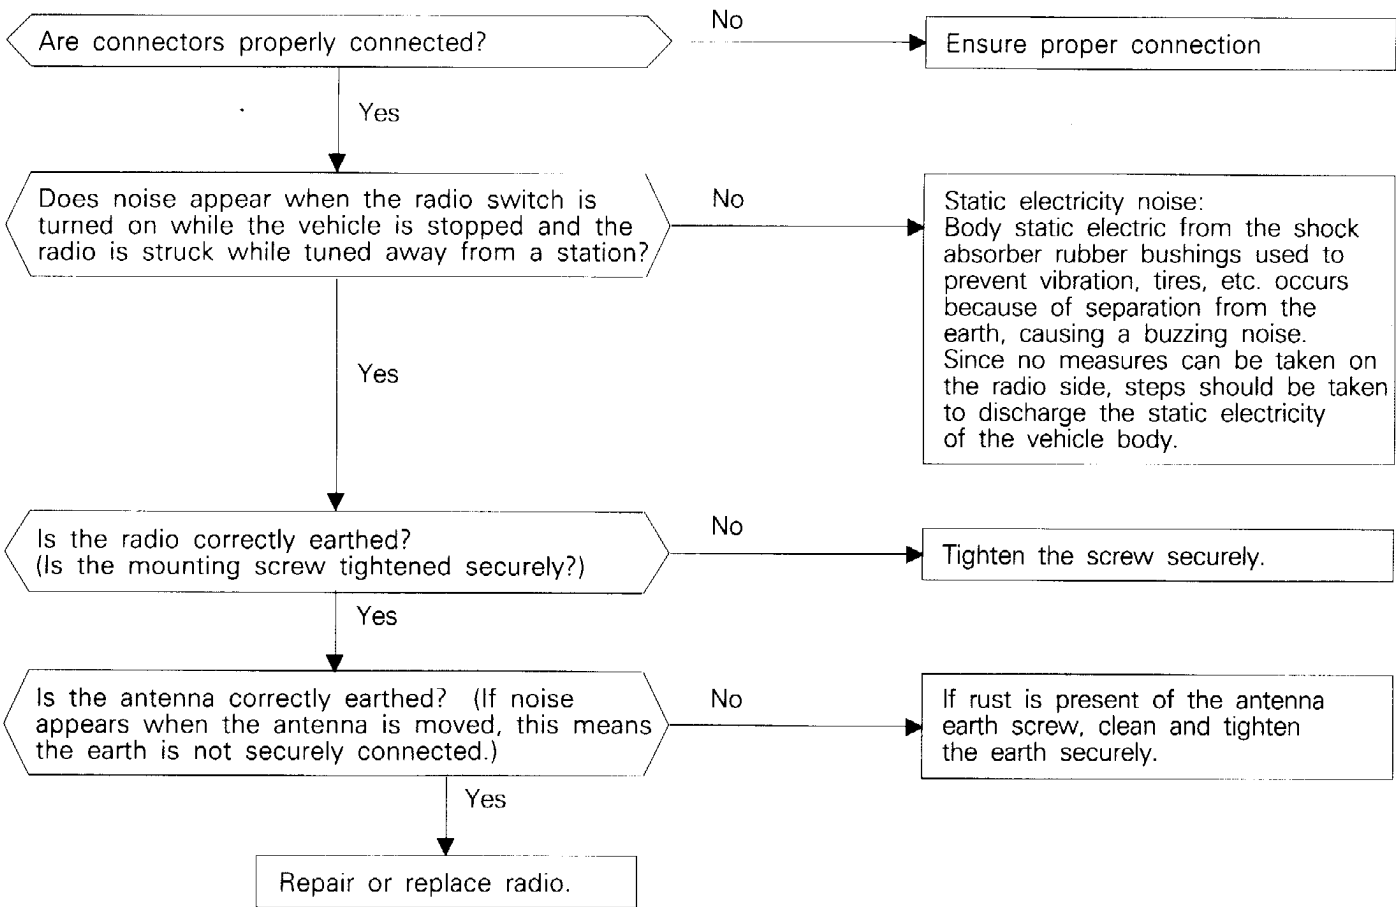 Are connectors properly connected?
No
Ensure proper connection
Yes
Does noise appear when the radio switch is
turned on while the vehicle is stopped and the
radio is struck while tuned away from a station?
No
Static electricity noise:
Body static electric from the shock
absorber rubber bushings used to
prevent vibration, tires, etc. occurs
because of separation from the
earth, causing a buzzing noise.
Since no measures can be taken on
the radio side, steps should be taken
to discharge the static electricity
of the vehicle body.
Yes
Is the radio correctly earthed?
(Is the mounting screw tightened securely?)
No
Tighten the screw securely.
Yes
Is the antenna correctly earthed? (If noise
appears when the antenna is moved, this means
the earth is not securely connected.)
No
If rust is present of the antenna
earth screw, clean and tighten
the earth securely.
Yes
Repair or replace radio.